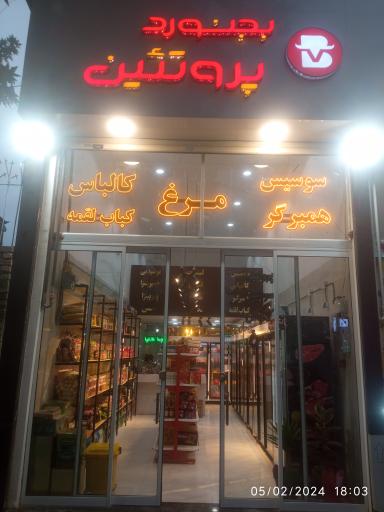 بجنورد
پروتئین
سوسیس
مرغ
کالباس
همبرگر
کباب لقمه
05/02/2024 18:03